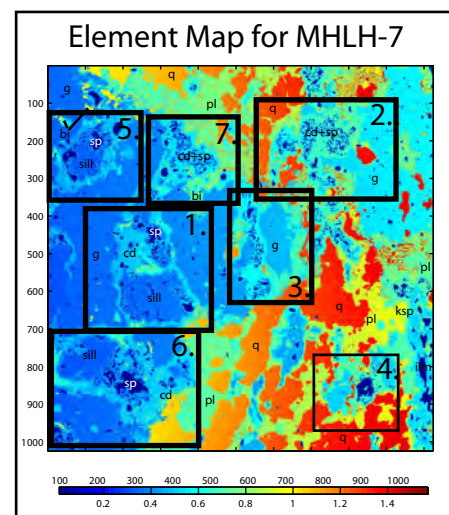 Element Map for MHLH-7
g
q
pl
q
2.
100
bi
sp
5.
7.
cd+sp
cd+sp
200
sill
g
300
bi
400
1.
sp
g
cd
g
500
pl
sill
600
3.
q
pl
ksp
700
sill
6.
q
800
4.
ilm
sp
cd
pl
900
q
1000
100 200 300 400 500 600 800 900 1000 1100
0.2 0.4 0.6 0.8 1 1.2 1.4